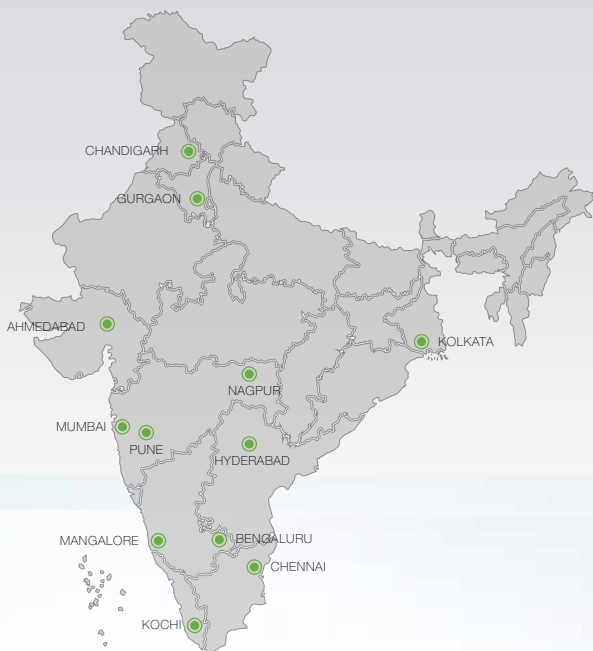 CHANDIGARH
GURGAON
AHMEDABAD
KOLKATA
NAGPUR
MUMBAI
PUNE
HYDERABAD
MANGALORE
BENGALURU
CHENNAI
KOCHI